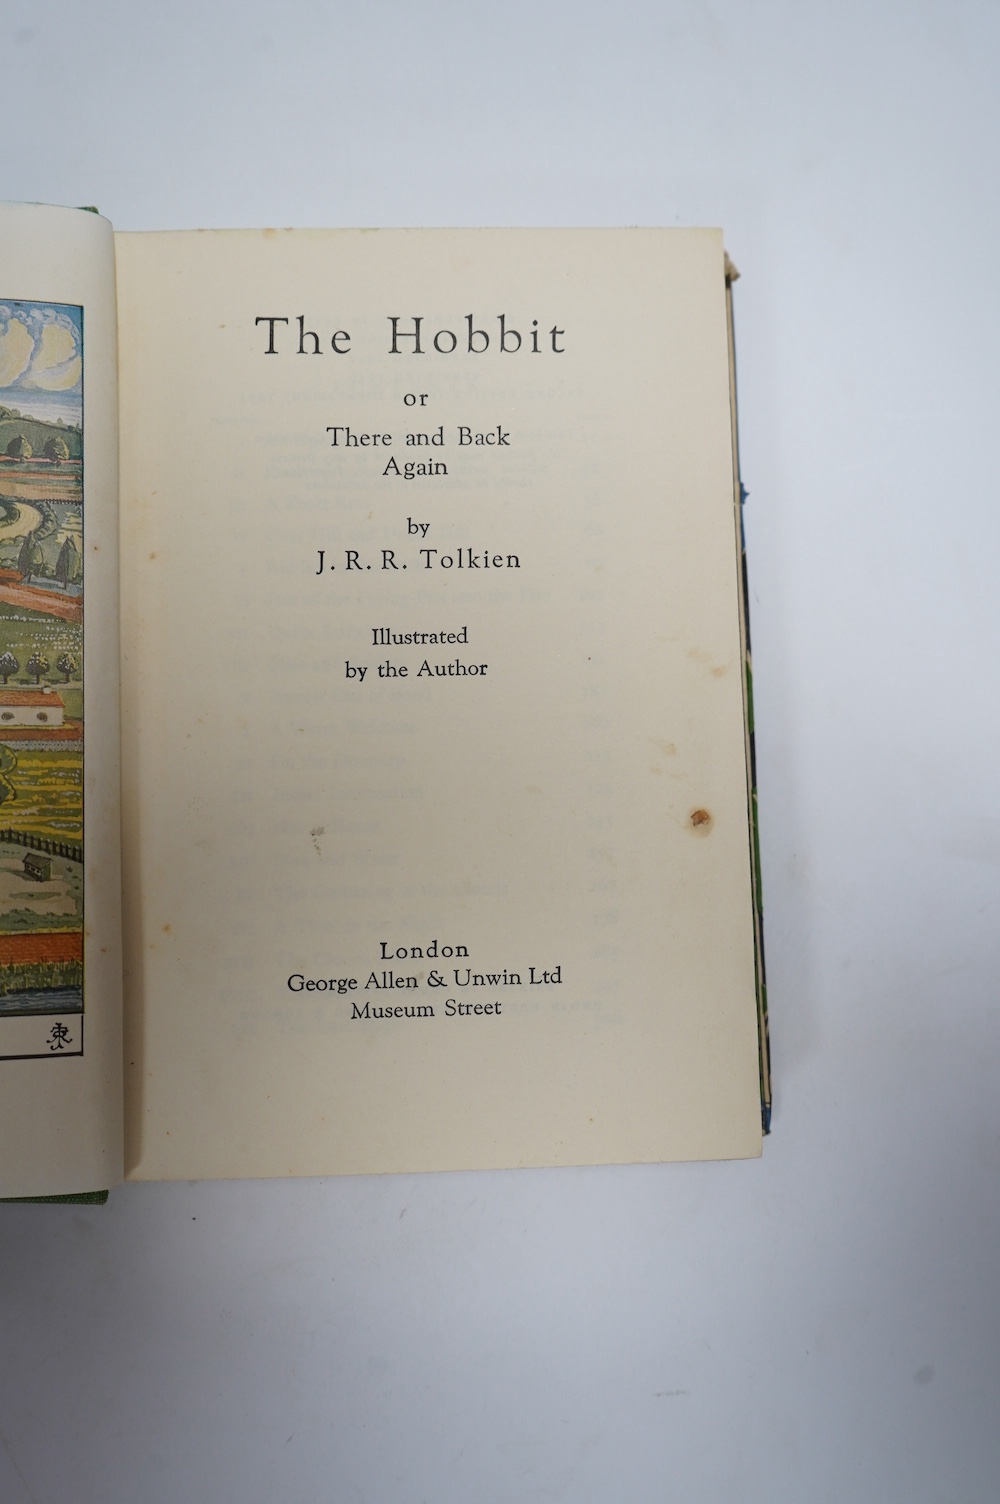 The Hobbit
or
There and Back
Again
by
J. R. R. Tolkien
Illustrated
by the Author
London
George Allen & Unwin Ltd
Museum Street